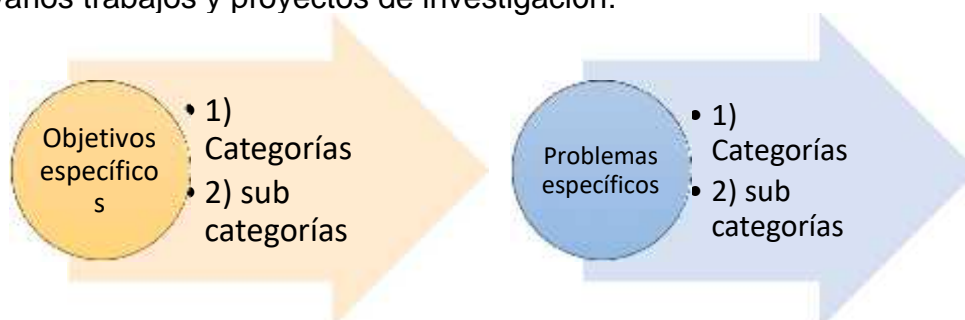 varios trabajos y proyectos de investigación.
Objetivos
específico
s
• 1)
Categorías
• 2) sub
categorías
Problemas
específicos
• 1)
Categorías
• 2) sub
categorías